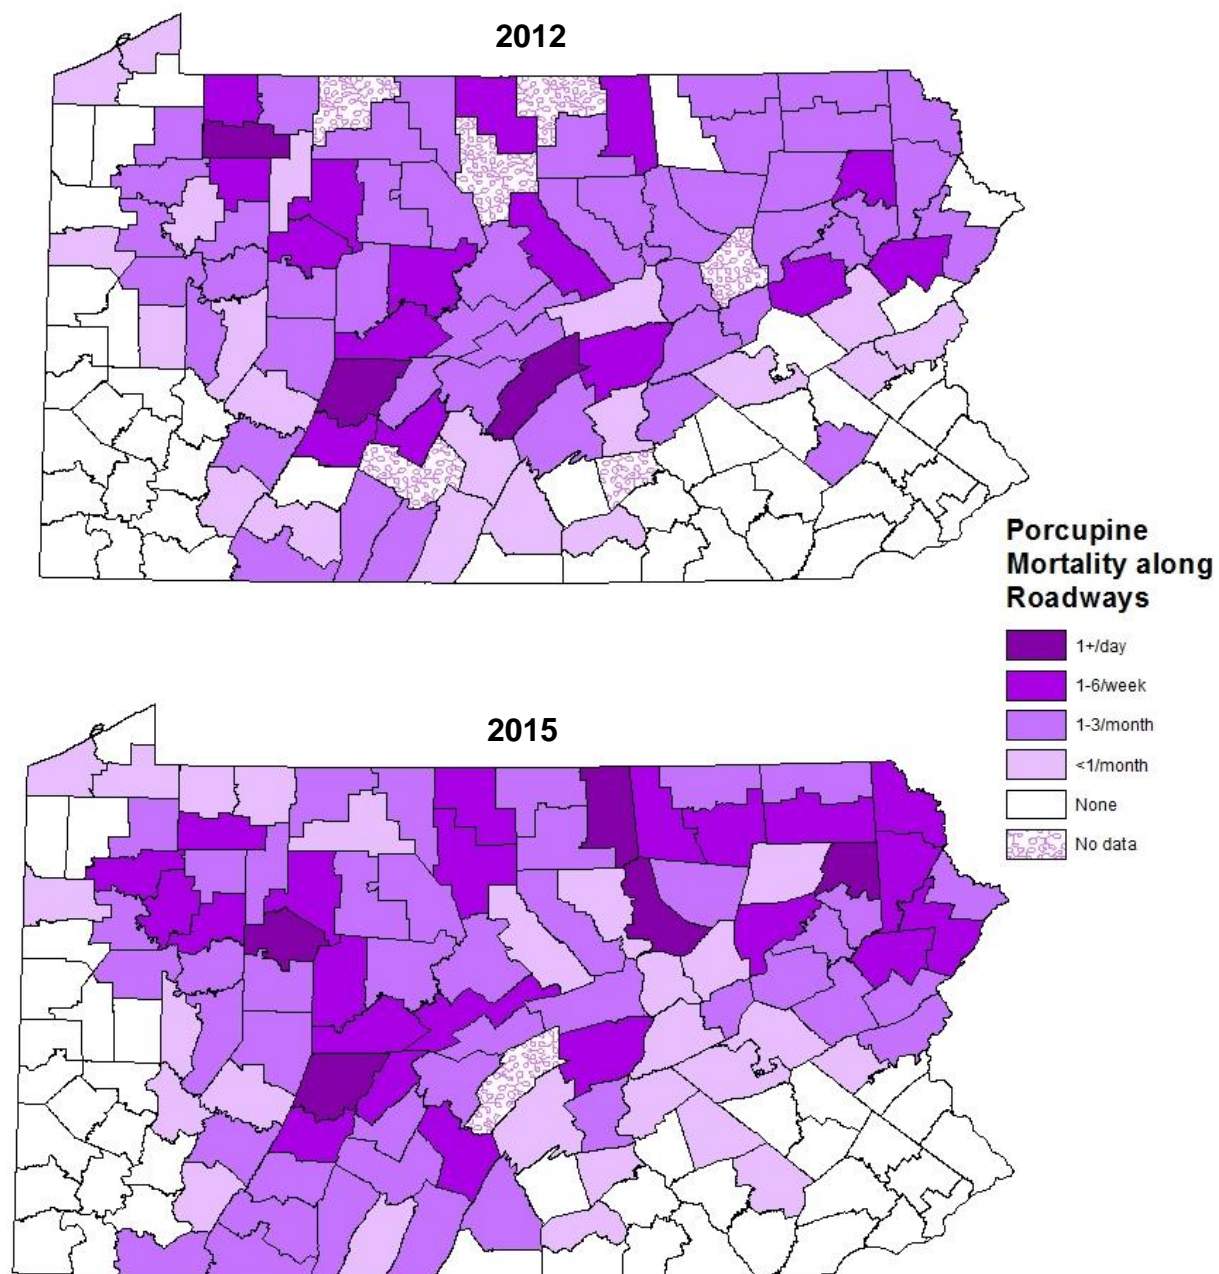 2012
Porcupine
Mortality along
Roadways
1+/day
1-6/week
1-3/month
<1/month
None
No data
2015